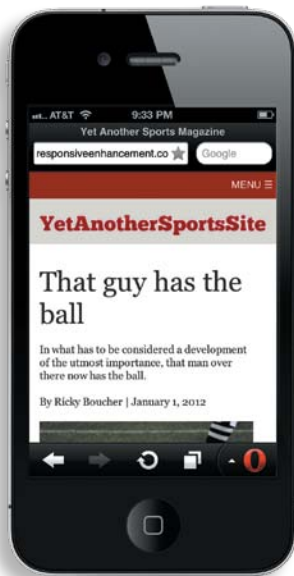 AT&T 9:33 PM
Yet Another Sports Magazine
responsiveenhancement.co Google
MENU ☰
YetAnotherSportsSite
That guy has the
ball
In what has to be considered a development
of the utmost importance, that man over
there now has the ball.
By Ricky Boucher | January 1, 2012